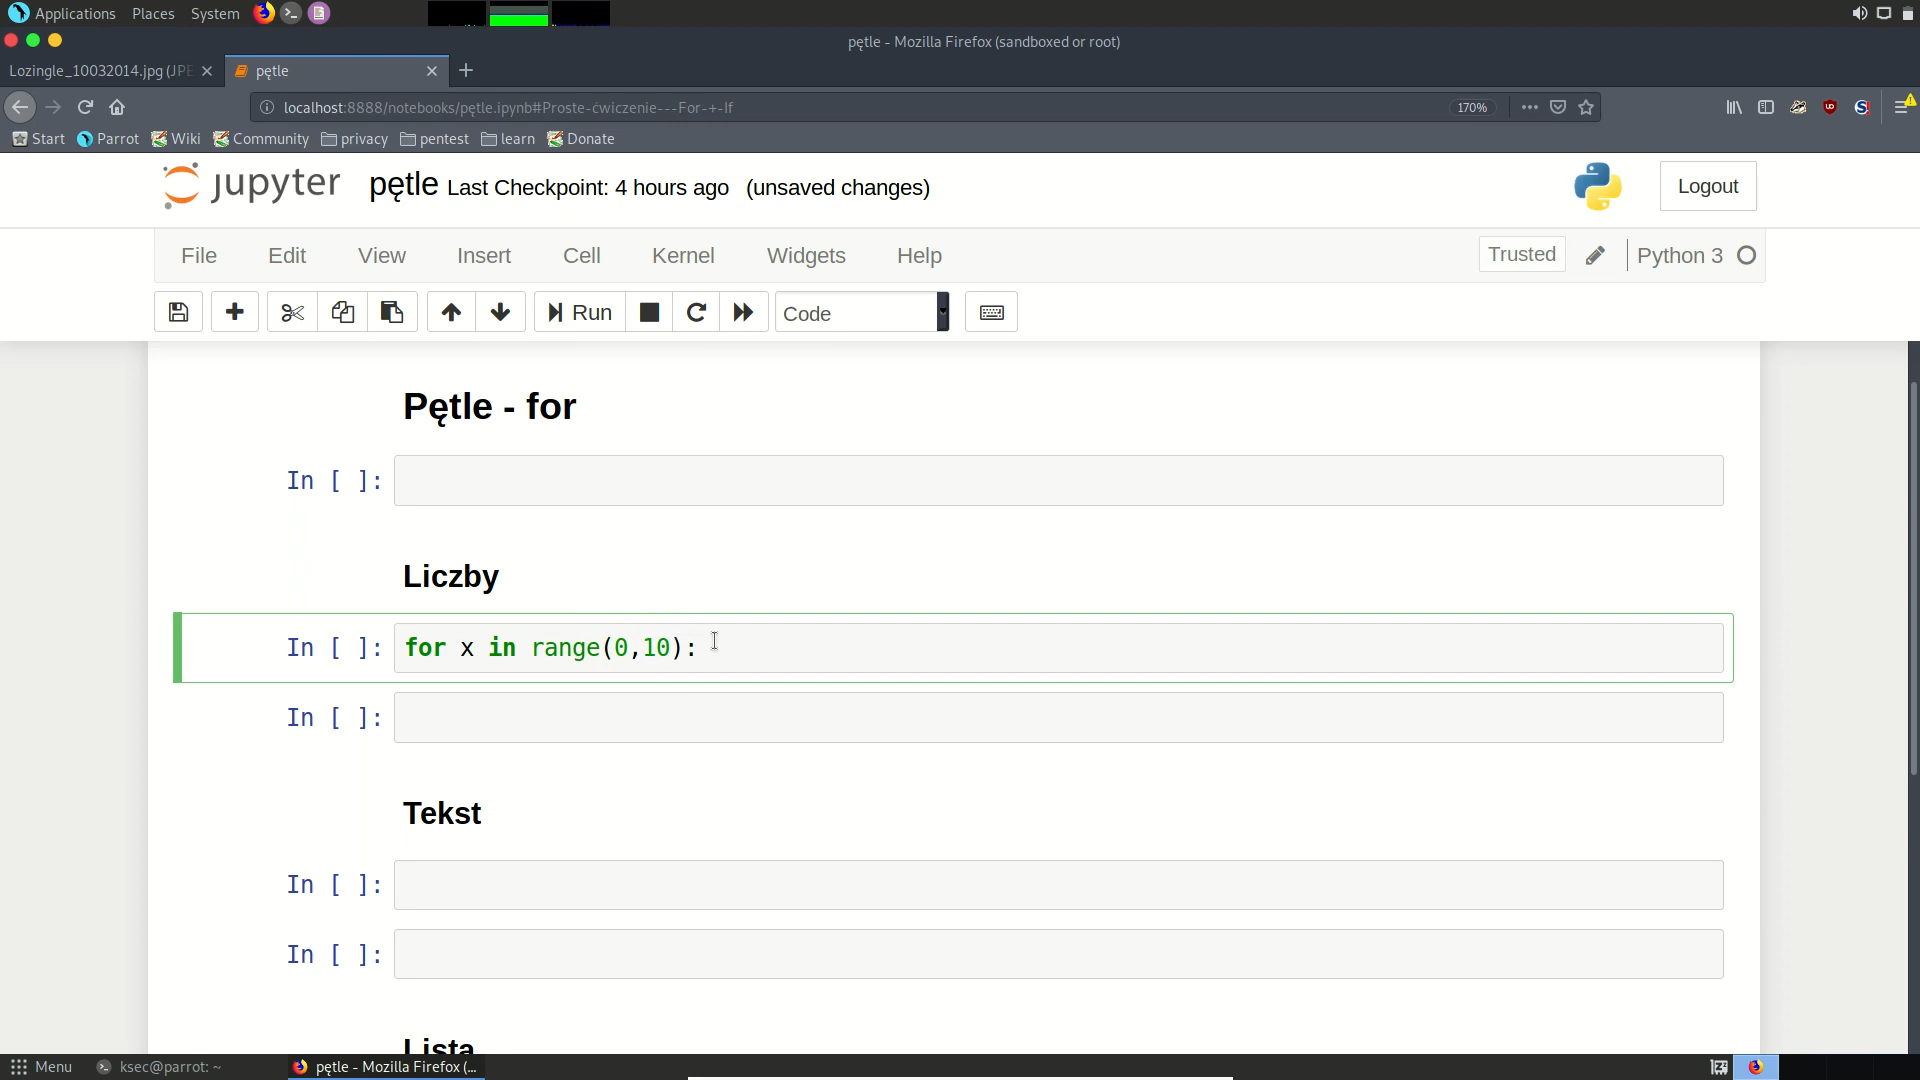 Applications Places System
pętle - Mozilla Firefox (sandboxed or root)
Lozingle_10032014.jpg (JPE
pętle
localhost:8888/notebooks/pętle.ipynb#Proste-ćwiczenie---For-+-If
170%
Start Parrot Wiki Community privacy pentest learn Donate
jupyter pętle Last Checkpoint: 4 hours ago (unsaved changes)
Logout
File Edit View Insert Cell Kernel Widgets Help
Trusted
Python 3
Run
Code
Pętle - for
In [ ]:
Liczby
In [ ]: for x in range(0,10):
In [ ]:
Tekst
In [ ]:
In [ ]:
Lista
Menu
ksec@parrot: ~
pętle - Mozilla Firefox (...